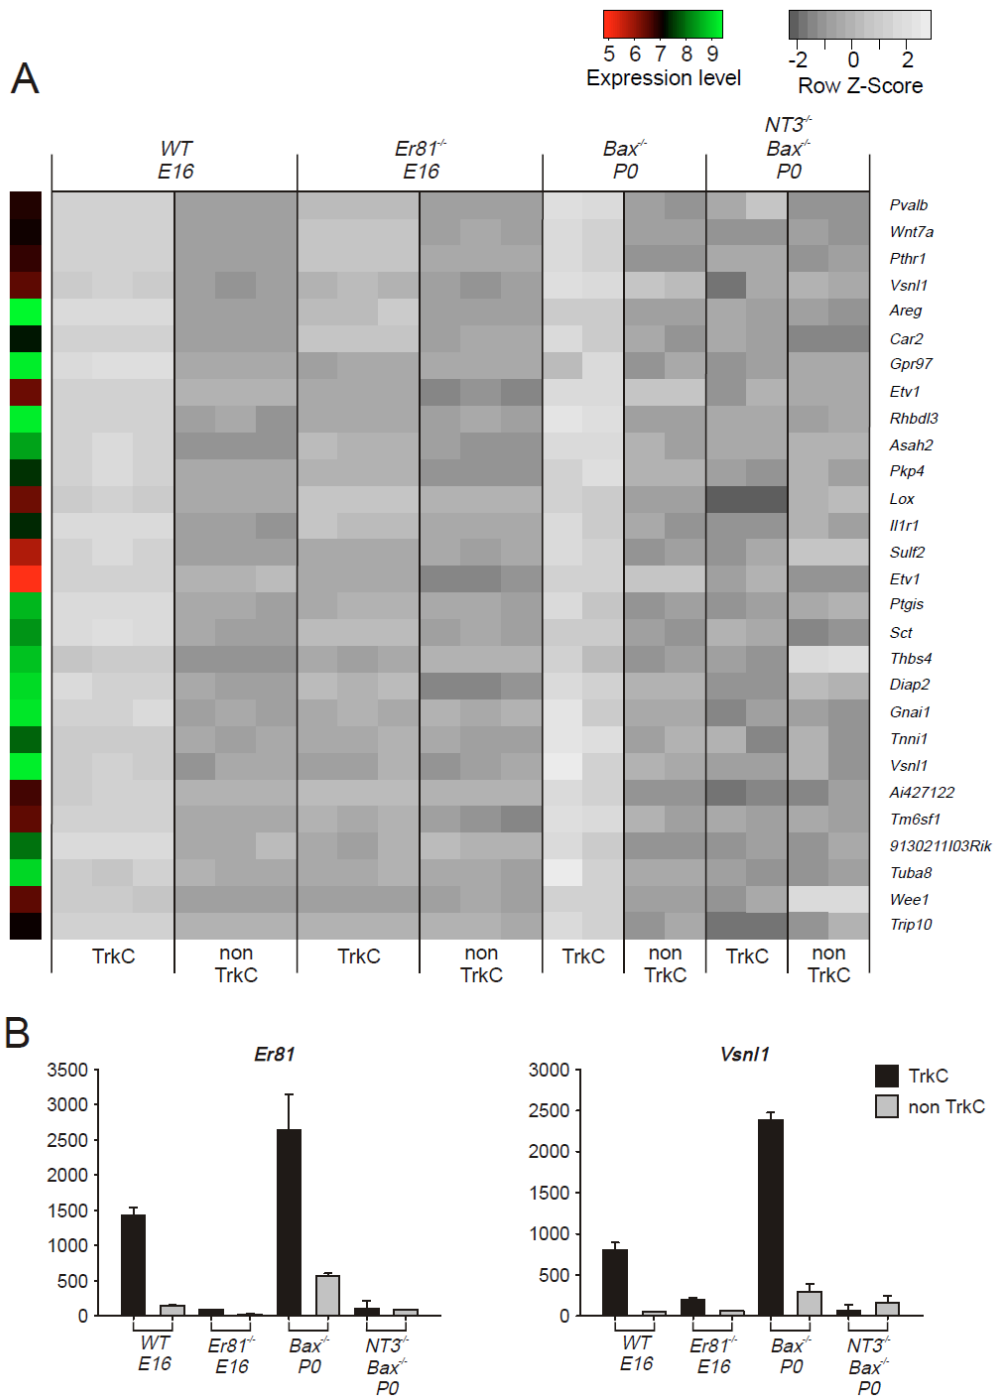 5 6 7 8 9
Expression level
-2 0 2
Row Z-Score
A
WT
E16
Er81-/-
E16
Bax-/-
P0
NT3-/-
Bax-/-
P0
Pvalb
Wnt7a
Pthr1
Vsnl1
Areg
Car2
Gpr97
Etv1
Rhbdl3
Asah2
Pkp4
Lox
Il1r1
Sulf2
Etv1
Ptgis
Sct
Thbs4
Diap2
Gnai1
Tnni1
Vsnl1
Ai427122
Tm6sf1
9130211I03Rik
Tuba8
Wee1
Trip10
TrkC non TrkC TrkC non TrkC TrkC non TrkC TrkC non TrkC
B
Er81
3500
3000
2500
2000
1500
1000
500
0
WT
E16
Er81-/-
E16
Bax-/-
P0
NT3-/-
Bax-/-
P0
Vsnl1
3000
2500
2000
1500
1000
500
0
WT
E16
Er81-/-
E16
Bax-/-
P0
NT3-/-
Bax-/-
P0
TrkC
non TrkC